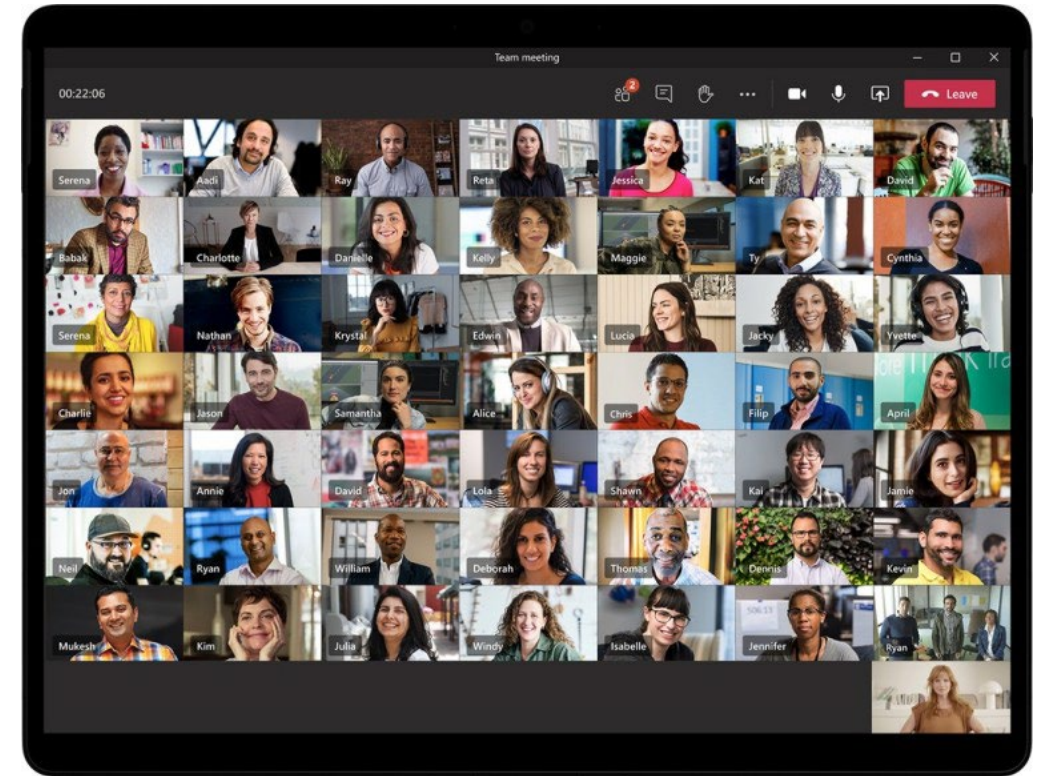 Team meeting
00:22:06
2
Leave
Serena
Aadi
Ray
Reta
Jessica
Kat
David
Babak
Charlotte
Danielle
Kelly
Maggie
Ty
Cynthia
Serena
Nathan
Krystal
Edwin
Lucia
Jacky
Yvette
Charlie
Jason
Samantha
Alice
Chris
Filip
April
Jon
Annie
David
Lola
Shawn
Kai
Jamie
Neil
Ryan
William
Deborah
Thomas
Dennis
Kevin
Mukesh
Kim
Julia
Windy
Isabelle
Jennifer
Ryan